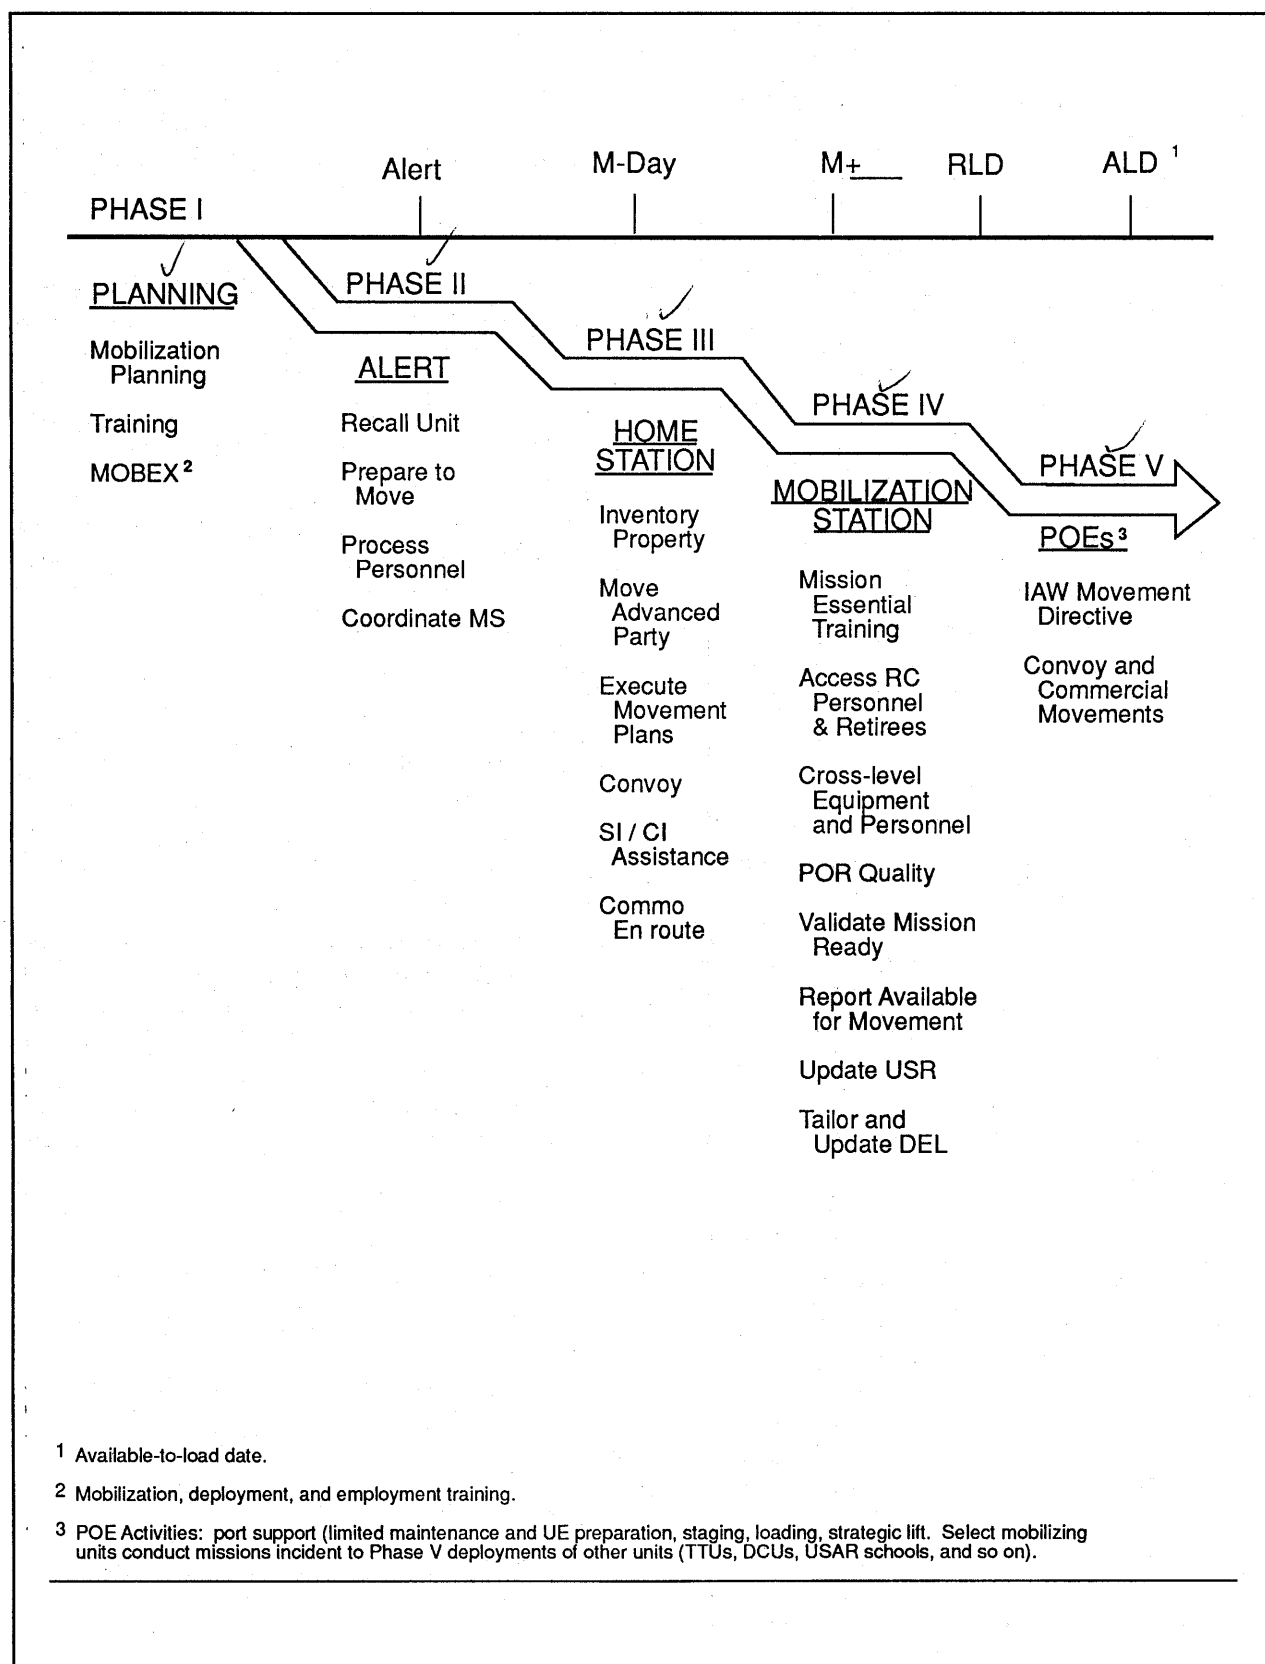 Alert
M-Day
M+___
RLD
ALD 1
PHASE I
PLANNING
Mobilization
Planning
Training
MOBEX 2
PHASE II
ALERT
Recall Unit
Prepare to
Move
Process
Personnel
Coordinate MS
PHASE III
HOME
STATION
Inventory
Property
Move
Advanced
Party
Execute
Movement
Plans
Convoy
SI / CI
Assistance
Commo
En route
PHASE IV
MOBILIZATION
STATION
Mission
Essential
Training
Access RC
Personnel
& Retirees
Cross-level
Equipment
and Personnel
POR Quality
Validate Mission
Ready
Report Available
for Movement
Update USR
Tailor and
Update DEL
PHASE V
POEs 3
IAW Movement
Directive
Convoy and
Commercial
Movements
1 Available-to-load date.
2 Mobilization, deployment, and employment training.
3 POE Activities: port support (limited maintenance and UE preparation, staging, loading, strategic lift. Select mobilizing
units conduct missions incident to Phase V deployments of other units (TTUs, DCUs, USAR schools, and so on).